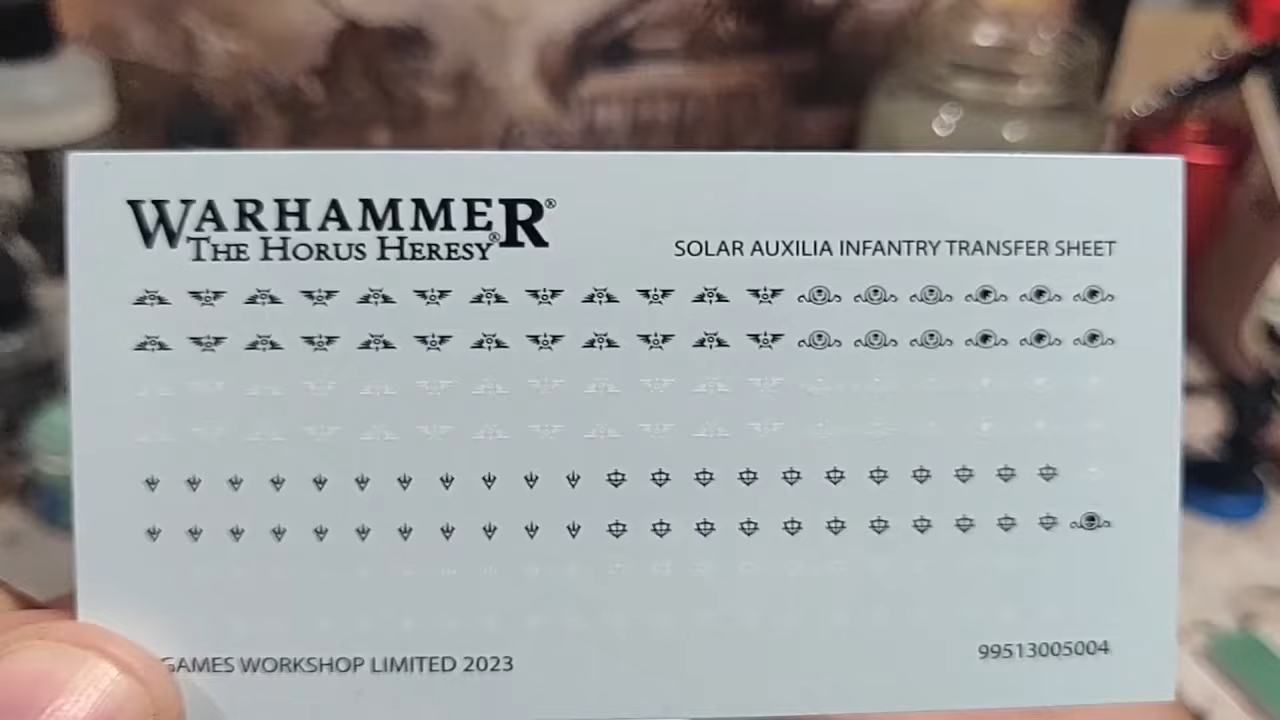 WARHAMMER®
THE HORUS HERESY®
SOLAR AUXILIA INFANTRY TRANSFER SHEET
GAMES WORKSHOP LIMITED 2023
99513005004